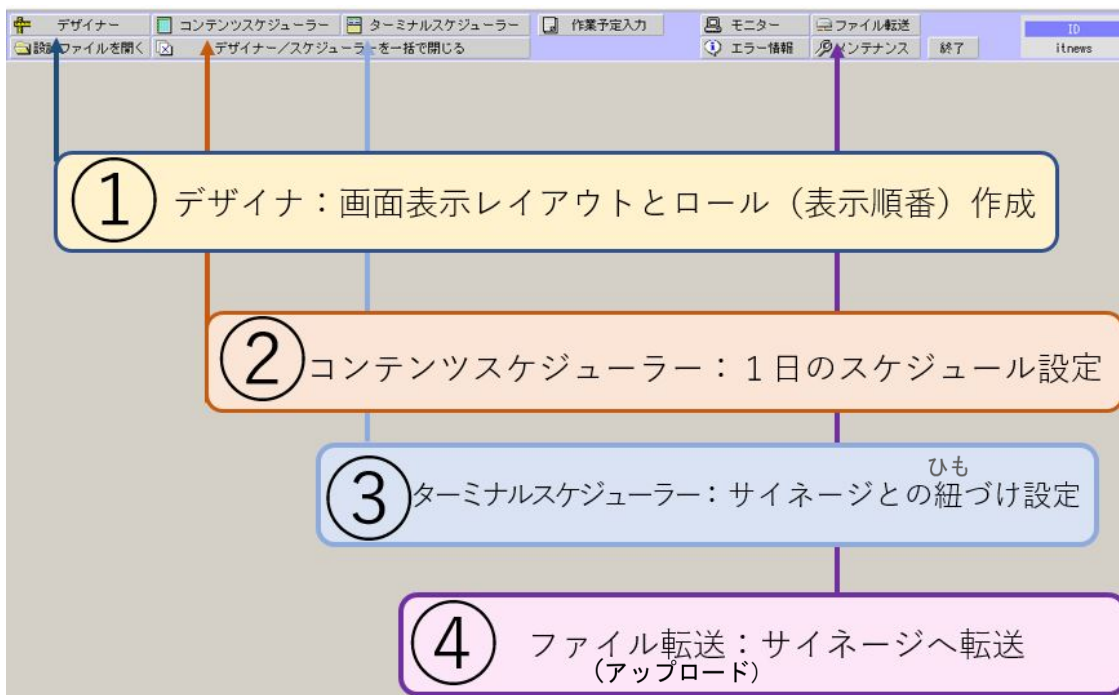 デザイナー コンテンツスケジューラー ターミナルスケジューラー 作業予定入力 モニター ファイル転送 ID
ファイルを開く デザイナー／スケジューラーを一括で閉じる エラー情報 メンテナンス 終了 itnews
① デザイナ：画面表示レイアウトとロール（表示順番）作成
② コンテンツスケジューラー：１日のスケジュール設定
ひも
③ ターミナルスケジューラー：サイネージとの紐づけ設定
④ ファイル転送：サイネージへ転送
（アップロード）